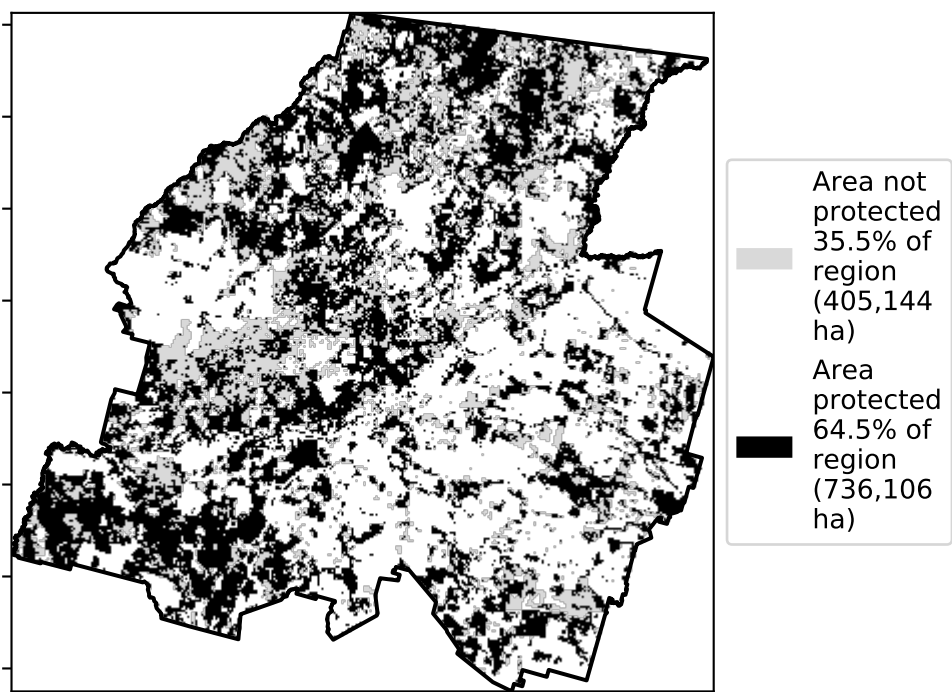 Area not
protected
35.5% of
region
(405,144
ha)
Area
protected
64.5% of
region
(736,106
ha)